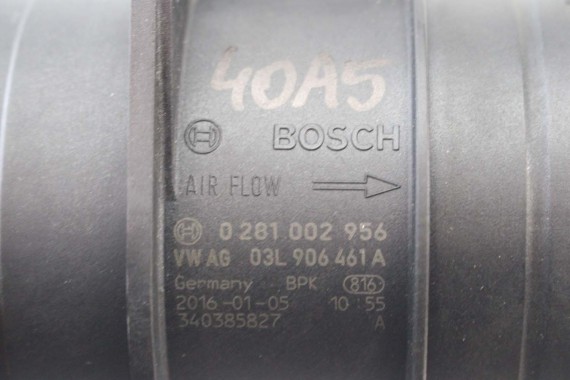 40A5
BOSCH
AIR FLOW
0 281 002 956
VW AG 03L 906 461 A
Germany BPK 816
2016-01-05 10 55
340385827 A